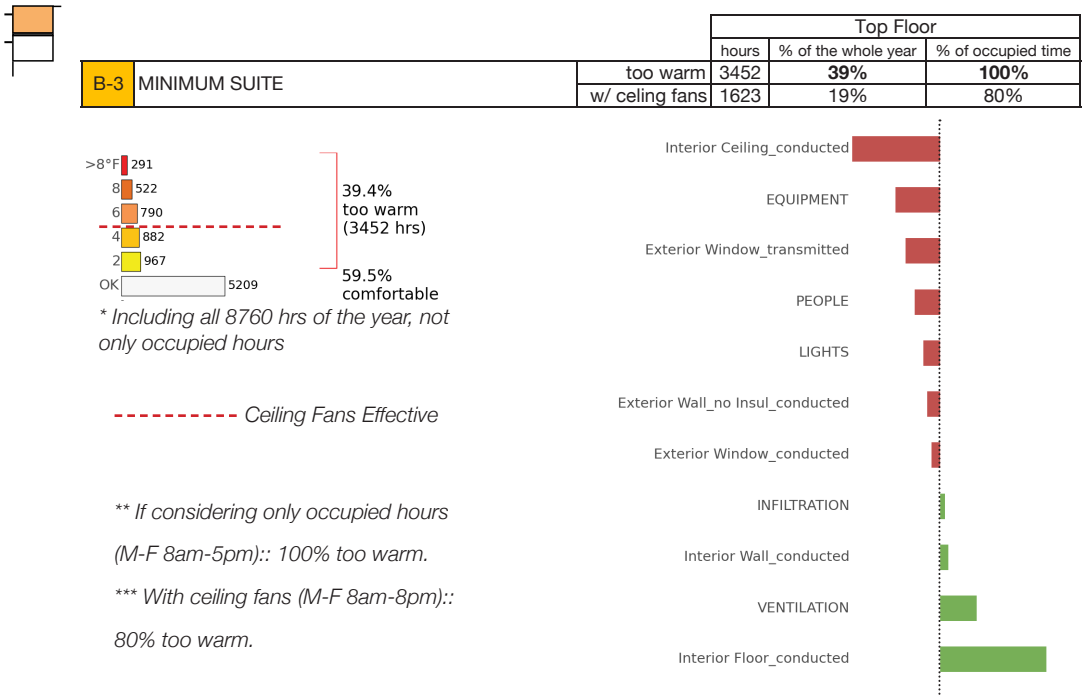 Top Floor
hours % of the whole year % of occupied time
B-3 MINIMUM SUITE too warm 3452 39% 100%
w/ celing fans 1623 19% 80%
>8°F 291
8 522
6 790
4 882
2 967
OK 5209
39.4%
too warm
(3452 hrs)
59.5%
comfortable
* Including all 8760 hrs of the year, not
only occupied hours
Ceiling Fans Effective
** If considering only occupied hours
(M-F 8am-5pm):: 100% too warm.
*** With ceiling fans (M-F 8am-8pm)::
80% too warm.
Interior Ceiling_conducted
EQUIPMENT
Exterior Window_transmitted
PEOPLE
LIGHTS
Exterior Wall_no Insul_conducted
Exterior Window_conducted
INFILTRATION
Interior Wall_conducted
VENTILATION
Interior Floor_conducted